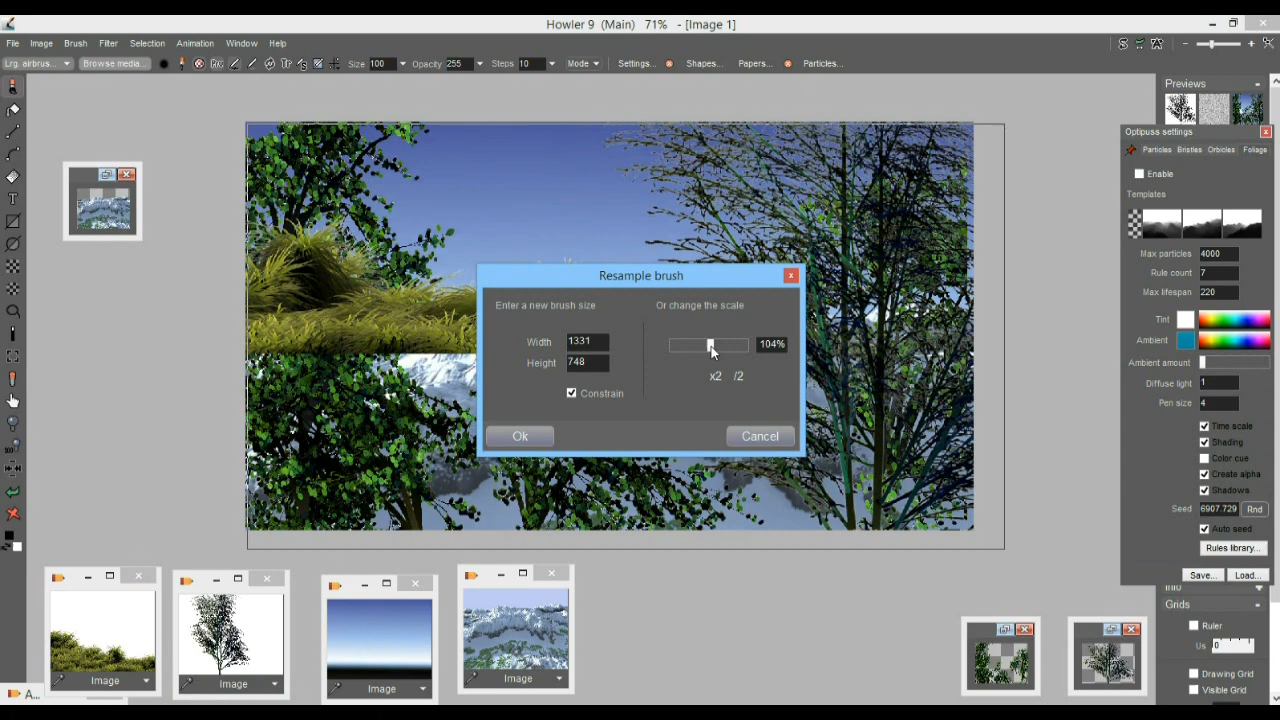 Howler 9 (Main) 71% - [Image 1]
File Image Brush Filter Selection Animation Window Help
Lrg. airbrus... Browse media... Size 100 Opacity 255 Steps 10 Mode Settings... Shapes... Papers... Particles...
Previews
Optipuss settings
Particles Bristles Orbicles Foliage
Enable
Templates
Max particles 4000
Rule count 7
Max lifespan 220
Tint
Ambient
Ambient amount
Diffuse light 1
Pen size 4
Time scale
Shading
Color cue
Create alpha
Shadows
Seed 6907.729 Rnd
Auto seed
Rules library...
Save... Load...
Info
Grids
Ruler
Us 0
Drawing Grid
Visible Grid
Resample brush
Enter a new brush size Or change the scale
Width 1331
Height 748
104%
x2 /2
Constrain
Ok Cancel
Image
Image
Image
Image
A...